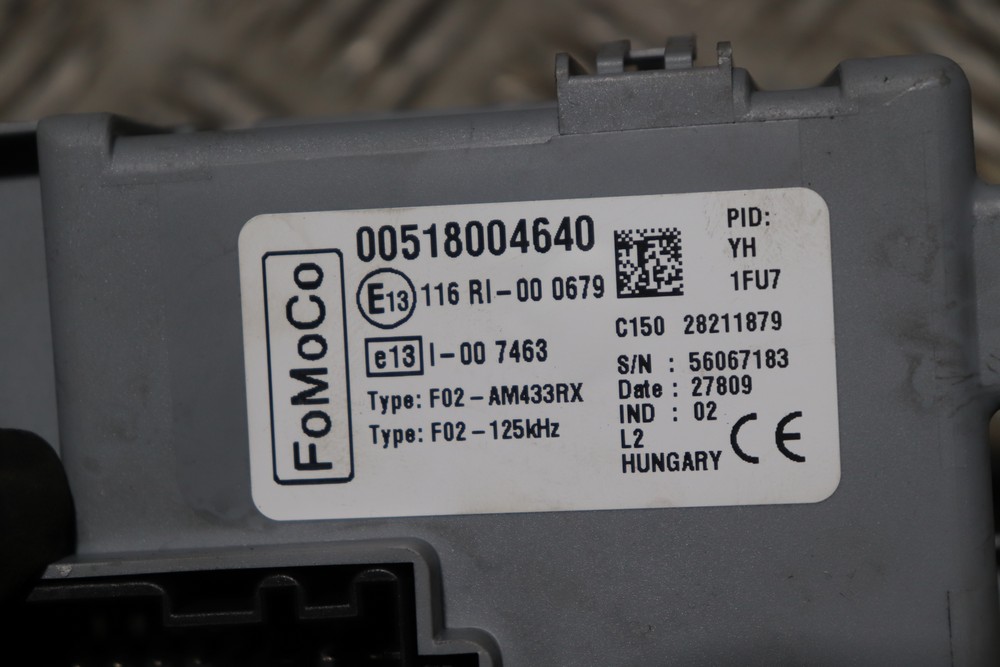 FoMoCo
00518004640
E13 116 RI-00 0679
e13 I-00 7463
Type: F02-AM433RX
Type: F02-125kHz
PID:
YH
1FU7
C150 28211879
S/N : 56067183
Date : 27809
IND : 02
L2
HUNGARY CE